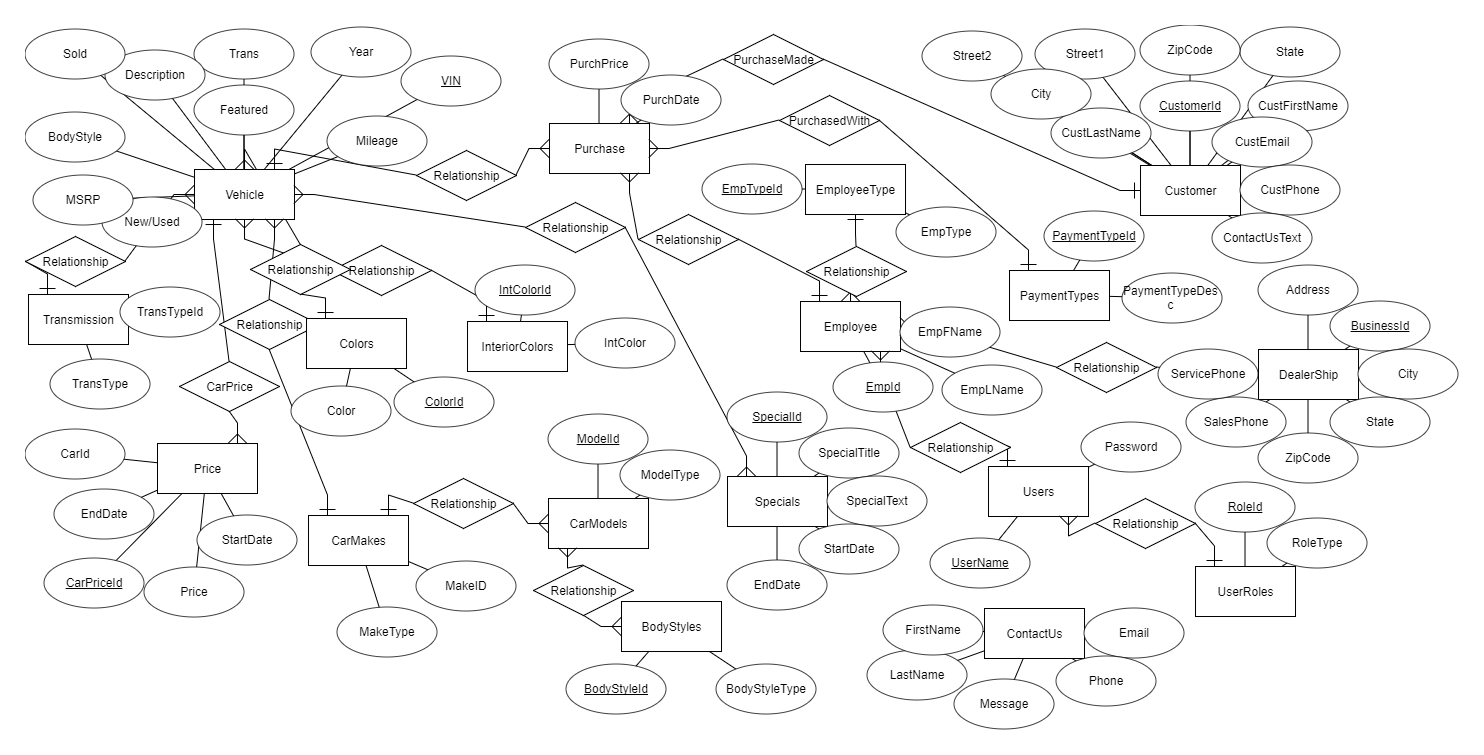 Sold
Description
Trans
Year
VIN
Featured
BodyStyle
Mileage
Vehicle
MSRP
New/Used
Relationship
Transmission
TransTypeId
TransType
Relationship
Relationship
Relationship
Relationship
Colors
Color
ColorId
IntColorId
InteriorColors
IntColor
CarPrice
CarId
Price
EndDate
StartDate
CarPriceId
Price
CarMakes
MakeID
MakeType
Relationship
ModelId
ModelType
CarModels
Relationship
BodyStyles
BodyStyleId
BodyStyleType
PurchPrice
PurchDate
Purchase
PurchaseMade
PurchasedWith
Relationship
Relationship
EmpTypeId
EmployeeType
EmpType
Relationship
Employee
EmpFName
EmpLName
EmpId
Relationship
SpecialId
SpecialTitle
Specials
SpecialText
StartDate
EndDate
Street2
Street1
ZipCode
State
City
CustomerId
CustFirstName
CustLastName
CustEmail
Customer
CustPhone
ContactUsText
PaymentTypeId
PaymentTypes
PaymentTypeDes
c
Address
BusinessId
Relationship
ServicePhone
DealerShip
City
SalesPhone
State
ZipCode
Password
Users
UserName
Relationship
RoleId
RoleType
UserRoles
FirstName
ContactUs
Email
LastName
Phone
Message